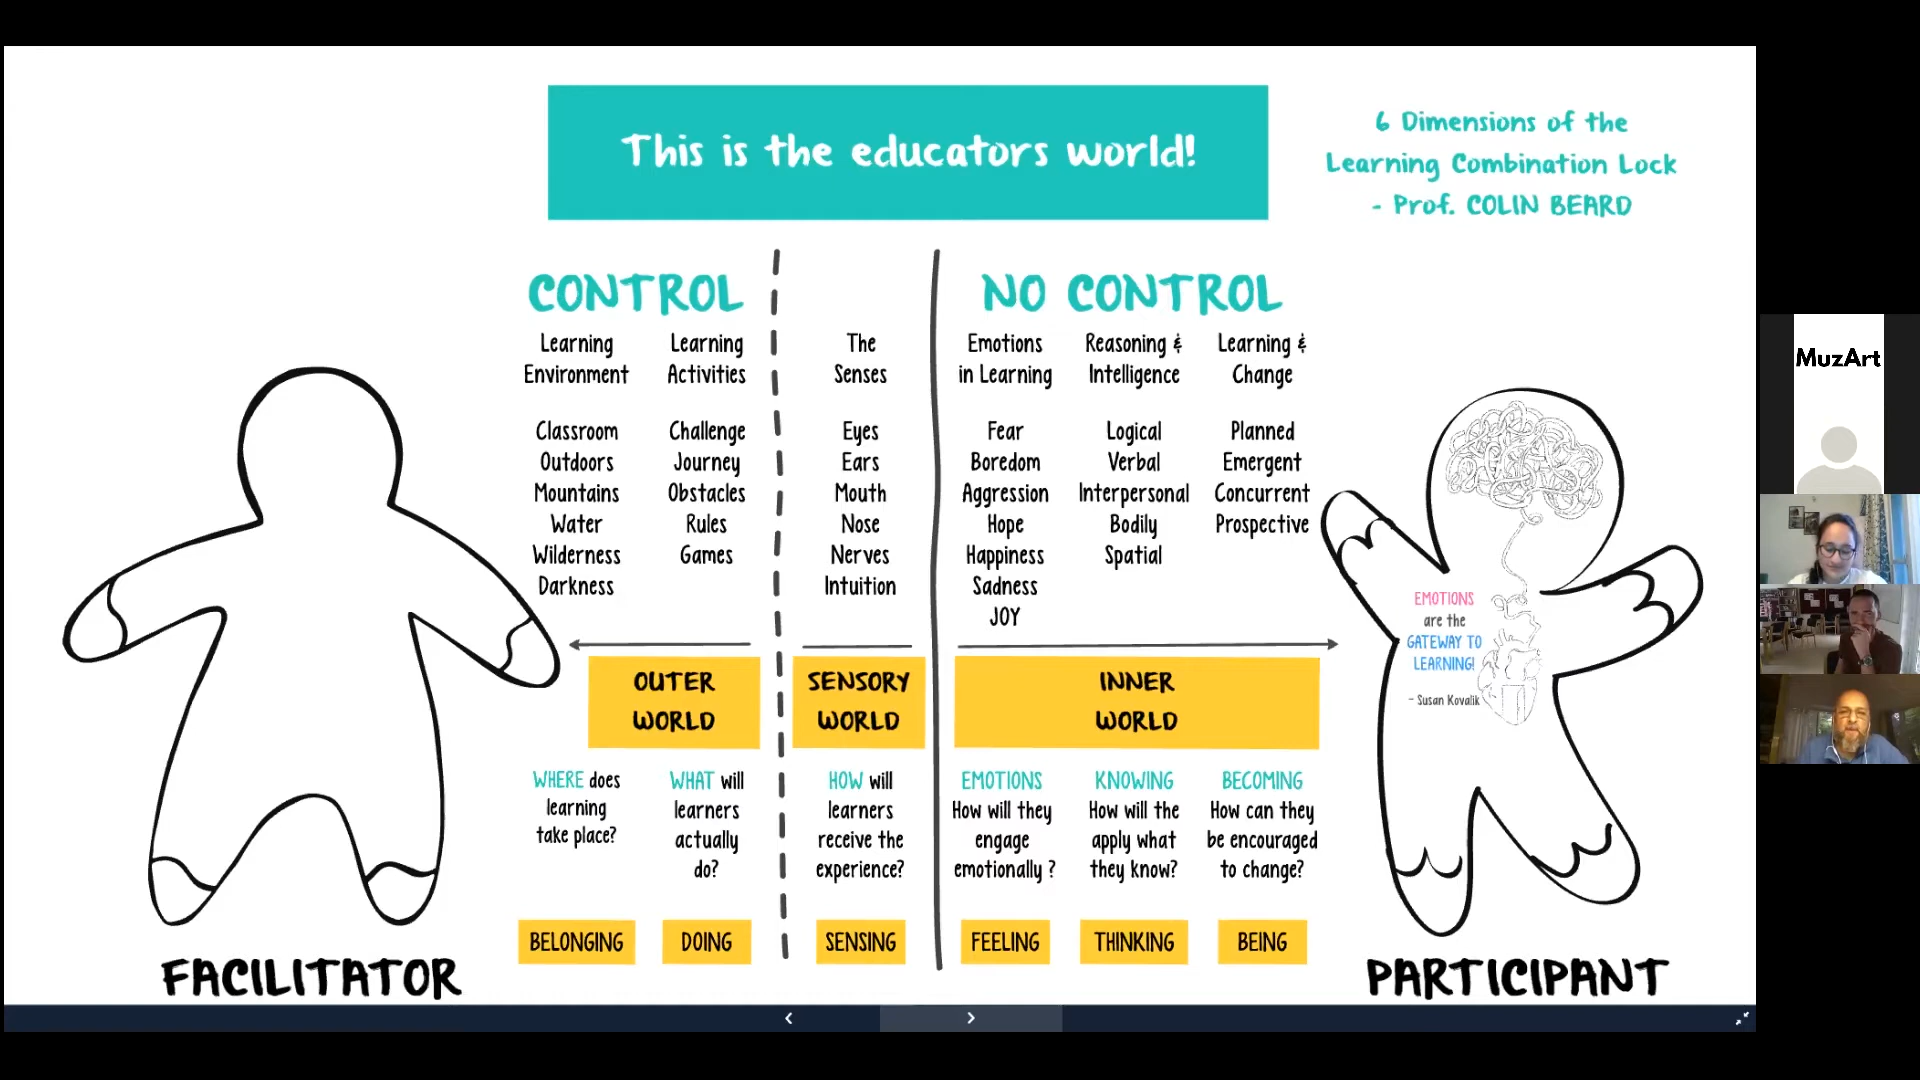 This is the educators world!
6 Dimensions of the
Learning Combination Lock
- Prof. COLIN BEARD
CONTROL
NO CONTROL
Learning
Environment
Classroom
Outdoors
Mountains
Water
Wilderness
Darkness
Learning
Activities
Challenge
Journey
Obstacles
Rules
Games
The
Senses
Eyes
Ears
Mouth
Nose
Nerves
Intuition
Emotions
in Learning
Fear
Boredom
Aggression
Hope
Happiness
Sadness
JOY
Reasoning &
Intelligence
Logical
Verbal
Interpersonal
Bodily
Spatial
Learning &
Change
Planned
Emergent
Concurrent
Prospective
OUTER
WORLD
SENSORY
WORLD
INNER
WORLD
WHERE does
learning
take place?
WHAT will
learners
actually
do?
HOW will
learners
receive the
experience?
EMOTIONS
How will they
engage
emotionally ?
KNOWING
How will the
apply what
they know?
BECOMING
How can they
be encouraged
to change?
BELONGING
DOING
SENSING
FEELING
THINKING
BEING
FACILITATOR
EMOTIONS
are the
GATEWAY TO
LEARNING!
- Susan Kovalik
PARTICIPANT
MuzArt